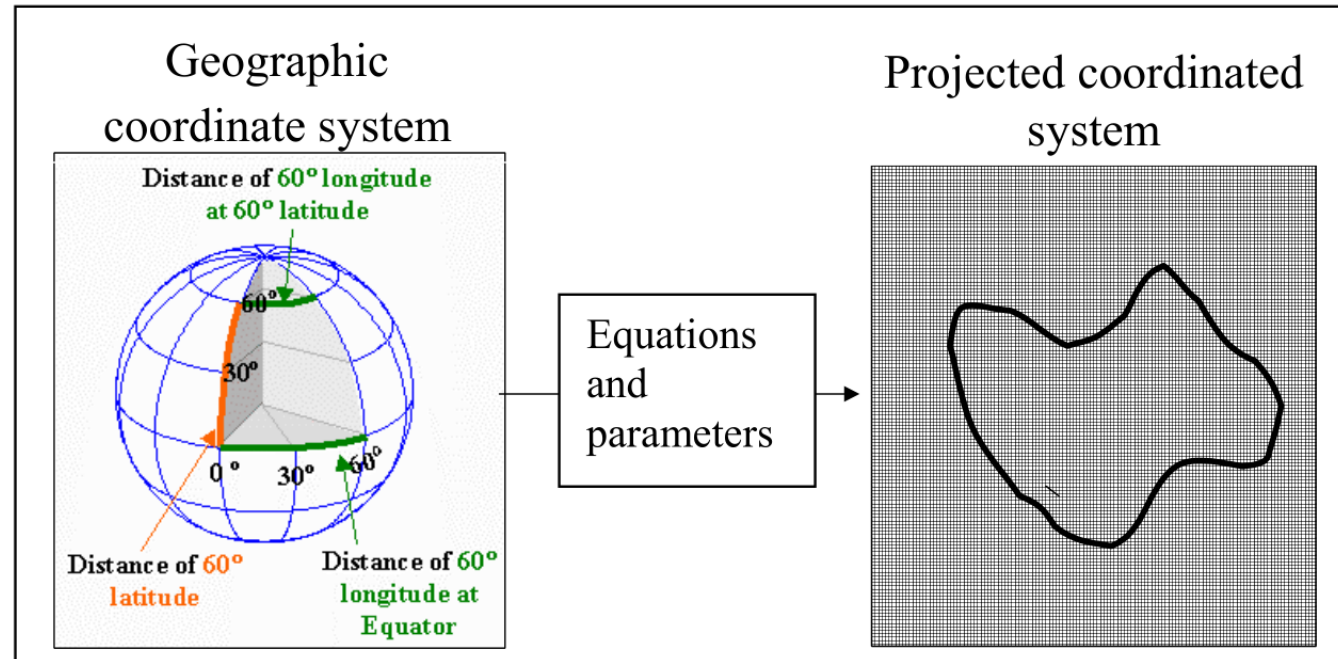 Geographic
coordinate system
Distance of 60° longitude
at 60° latitude
60°
30°
0 °
30°
60°
Distance of 60°
latitude
Distance of 60°
longitude at
Equator
Equations
and
parameters
Projected coordinated
system